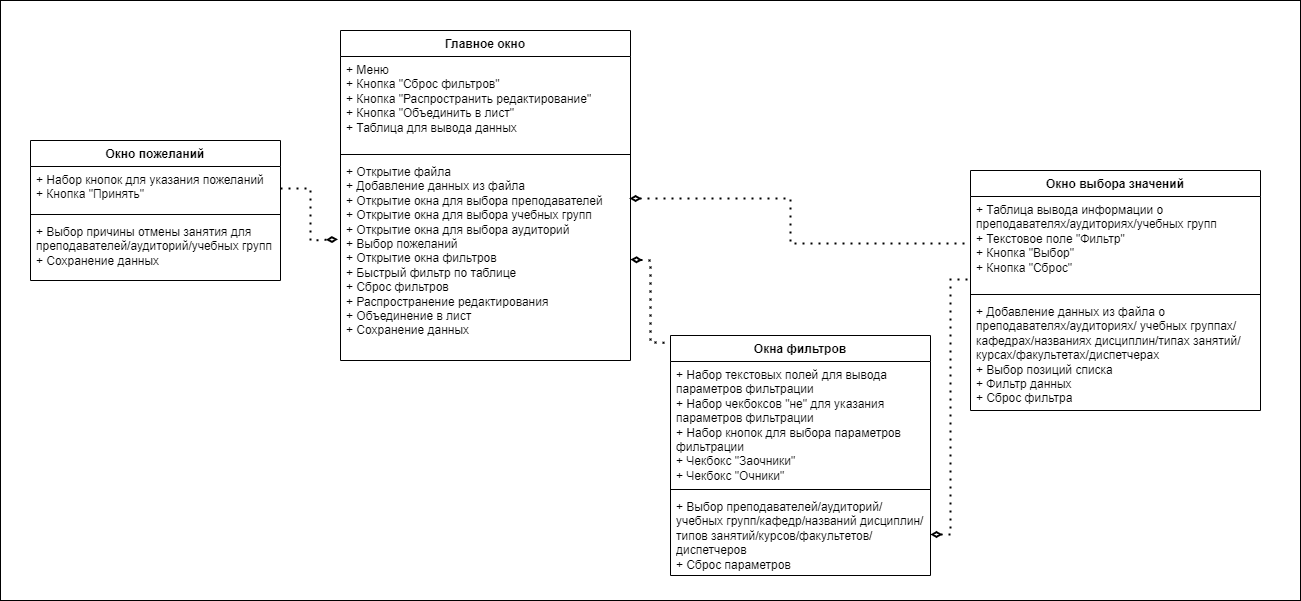 Главное окно
+ Меню
+ Кнопка "Сброс фильтров"
+ Кнопка "Распространить редактирование"
+ Кнопка "Объединить в лист"
+ Таблица для вывода данных
+ Открытие файла
+ Добавление данных из файла
+ Открытие окна для выбора преподавателей
+ Открытие окна для выбора учебных групп
+ Открытие окна для выбора аудиторий
+ Выбор пожеланий
+ Открытие окна фильтров
+ Быстрый фильтр по таблице
+ Сброс фильтров
+ Распространение редактирования
+ Объединение в лист
+ Сохранение данных
Окно пожеланий
+ Набор кнопок для указания пожеланий
+ Кнопка "Принять"
+ Выбор причины отмены занятия для
преподавателей/аудиторий/учебных групп
+ Сохранение данных
Окно выбора значений
+ Таблица вывода информации о
преподавателях/аудиториях/учебных групп
+ Текстовое поле "Фильтр"
+ Кнопка "Выбор"
+ Кнопка "Сброс"
+ Добавление данных из файла о
преподавателях/аудиториях/ учебных группах/
кафедрах/названиях дисциплин/типах занятий/
курсах/факультетах/диспетчерах
+ Выбор позиций списка
+ Фильтр данных
+ Сброс фильтра
Окна фильтров
+ Набор текстовых полей для вывода
параметров фильтрации
+ Набор чекбоксов "не" для указания
параметров фильтрации
+ Набор кнопок для выбора параметров
фильтрации
+ Чекбокс "Заочники"
+ Чекбокс "Очники"
+ Выбор преподавателей/аудиторий/
учебных групп/кафедр/названий дисциплин/
типов занятий/курсов/факультетов/
диспетчеров
+ Сброс параметров